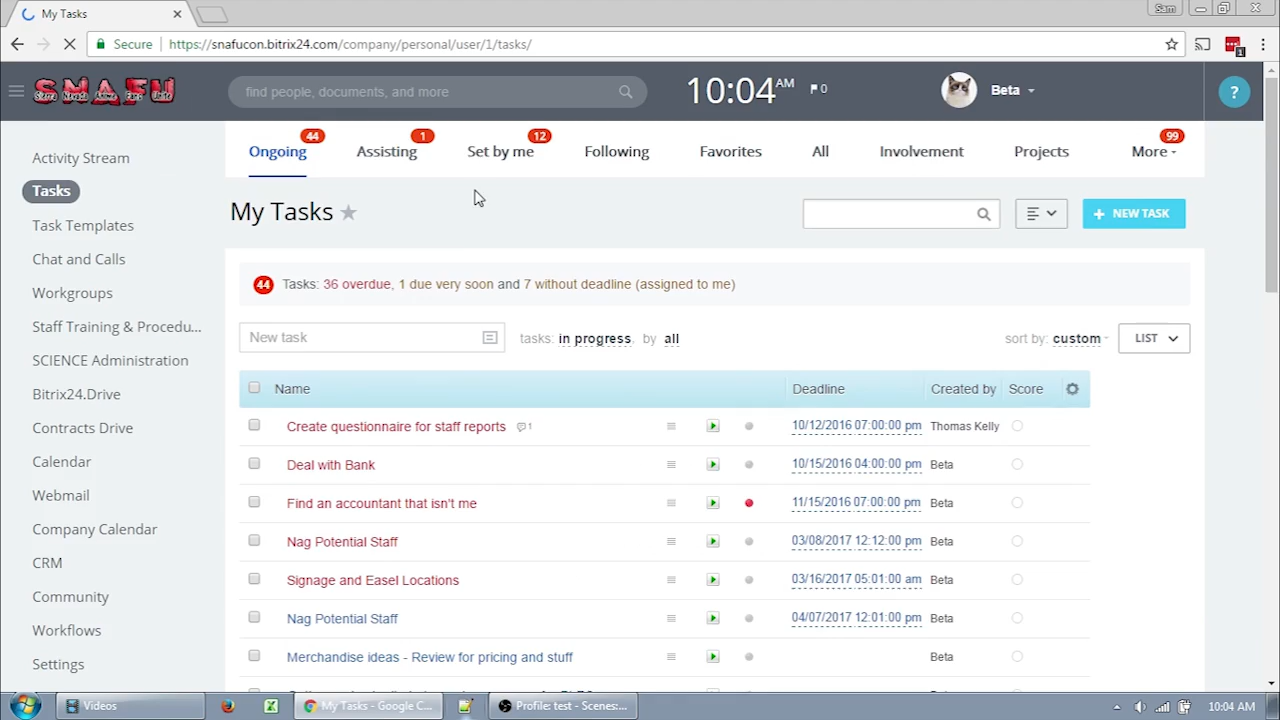 My Tasks
Sam
Secure https://snafucon.bitrix24.com/company/personal/user/1/tasks/
1
SNAFU
Sierra Nevada Anime Fans Unite
find people, documents, and more
10:04 AM
0
Beta
?
44
1
12
99
Ongoing Assisting Set by me Following Favorites All Involvement Projects More
Activity Stream
Tasks
Task Templates
Chat and Calls
Workgroups
Staff Training & Procedu...
SCIENCE Administration
Bitrix24.Drive
Contracts Drive
Calendar
Webmail
Company Calendar
CRM
Community
Workflows
Settings
My Tasks
+ NEW TASK
44 Tasks: 36 overdue, 1 due very soon and 7 without deadline (assigned to me)
New task tasks: in progress, by all sort by: custom LIST
Name Deadline Created by Score
Create questionnaire for staff reports 1 10/12/2016 07:00:00 pm Thomas Kelly
Deal with Bank 10/15/2016 04:00:00 pm Beta
Find an accountant that isn't me 11/15/2016 07:00:00 pm Beta
Nag Potential Staff 03/08/2017 12:12:00 pm Beta
Signage and Easel Locations 03/16/2017 05:01:00 am Beta
Nag Potential Staff 04/07/2017 12:01:00 pm Beta
Merchandise ideas - Review for pricing and stuff Beta
Videos
My Tasks - Google C...
Profile: test - Scenes:...
10:04 AM